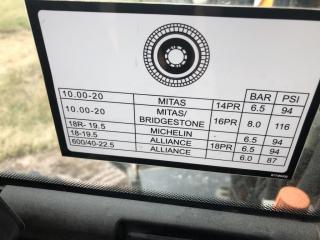 BAR PSI
10.00-20 MITAS 14PR 6.5 94
10.00-20 MITAS/ BRIDGESTONE 16PR 8.0 116
18R- 19.5 MICHELIN 6.5 94
18-19.5 ALLIANCE 18PR 6.5 94
600/40-22.5 ALLIANCE 6.0 87